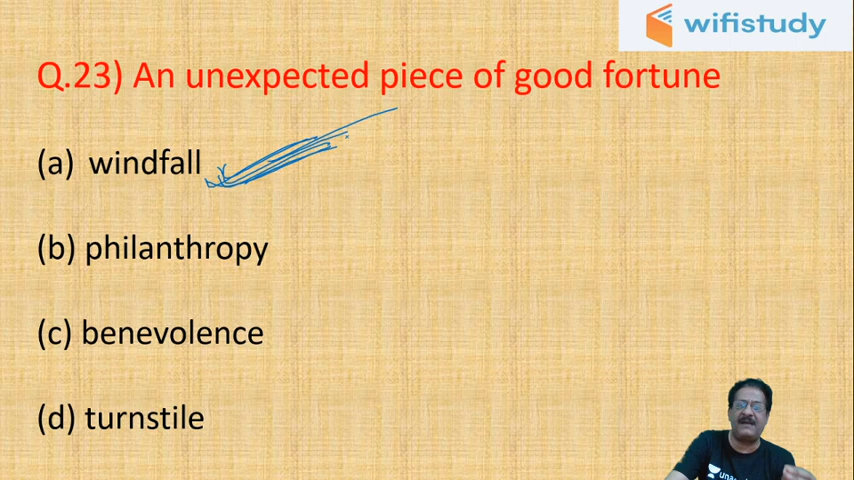 wifistudy
Q.23) An unexpected piece of good fortune
(a) windfall
(b) philanthropy
(c) benevolence
(d) turnstile